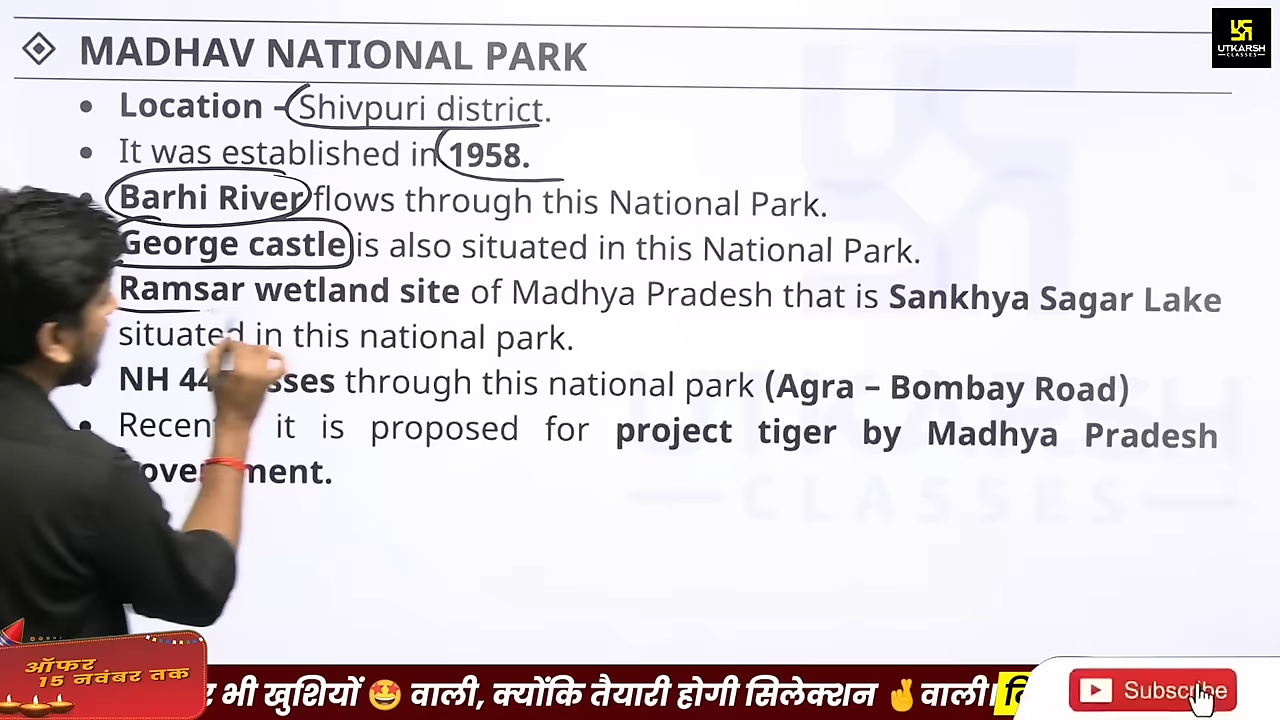 UTKARSH
CLASSES
MADHAV NATIONAL PARK
Location – Shivpuri district.
It was established in 1958.
Barhi River flows through this National Park.
George castle is also situated in this National Park.
Ramsar wetland site of Madhya Pradesh that is Sankhya Sagar Lake
situated in this national park.
NH 44 through this national park (Agra – Bombay Road)
it is proposed for project tiger by Madhya Pradesh
CLASSES
ऑफर
15 नवंबर तक
भी खुशियों 🤩 वाली, क्योंकि तैयारी होगी सिलेक्शन 🤞 वाली।
Subscribe